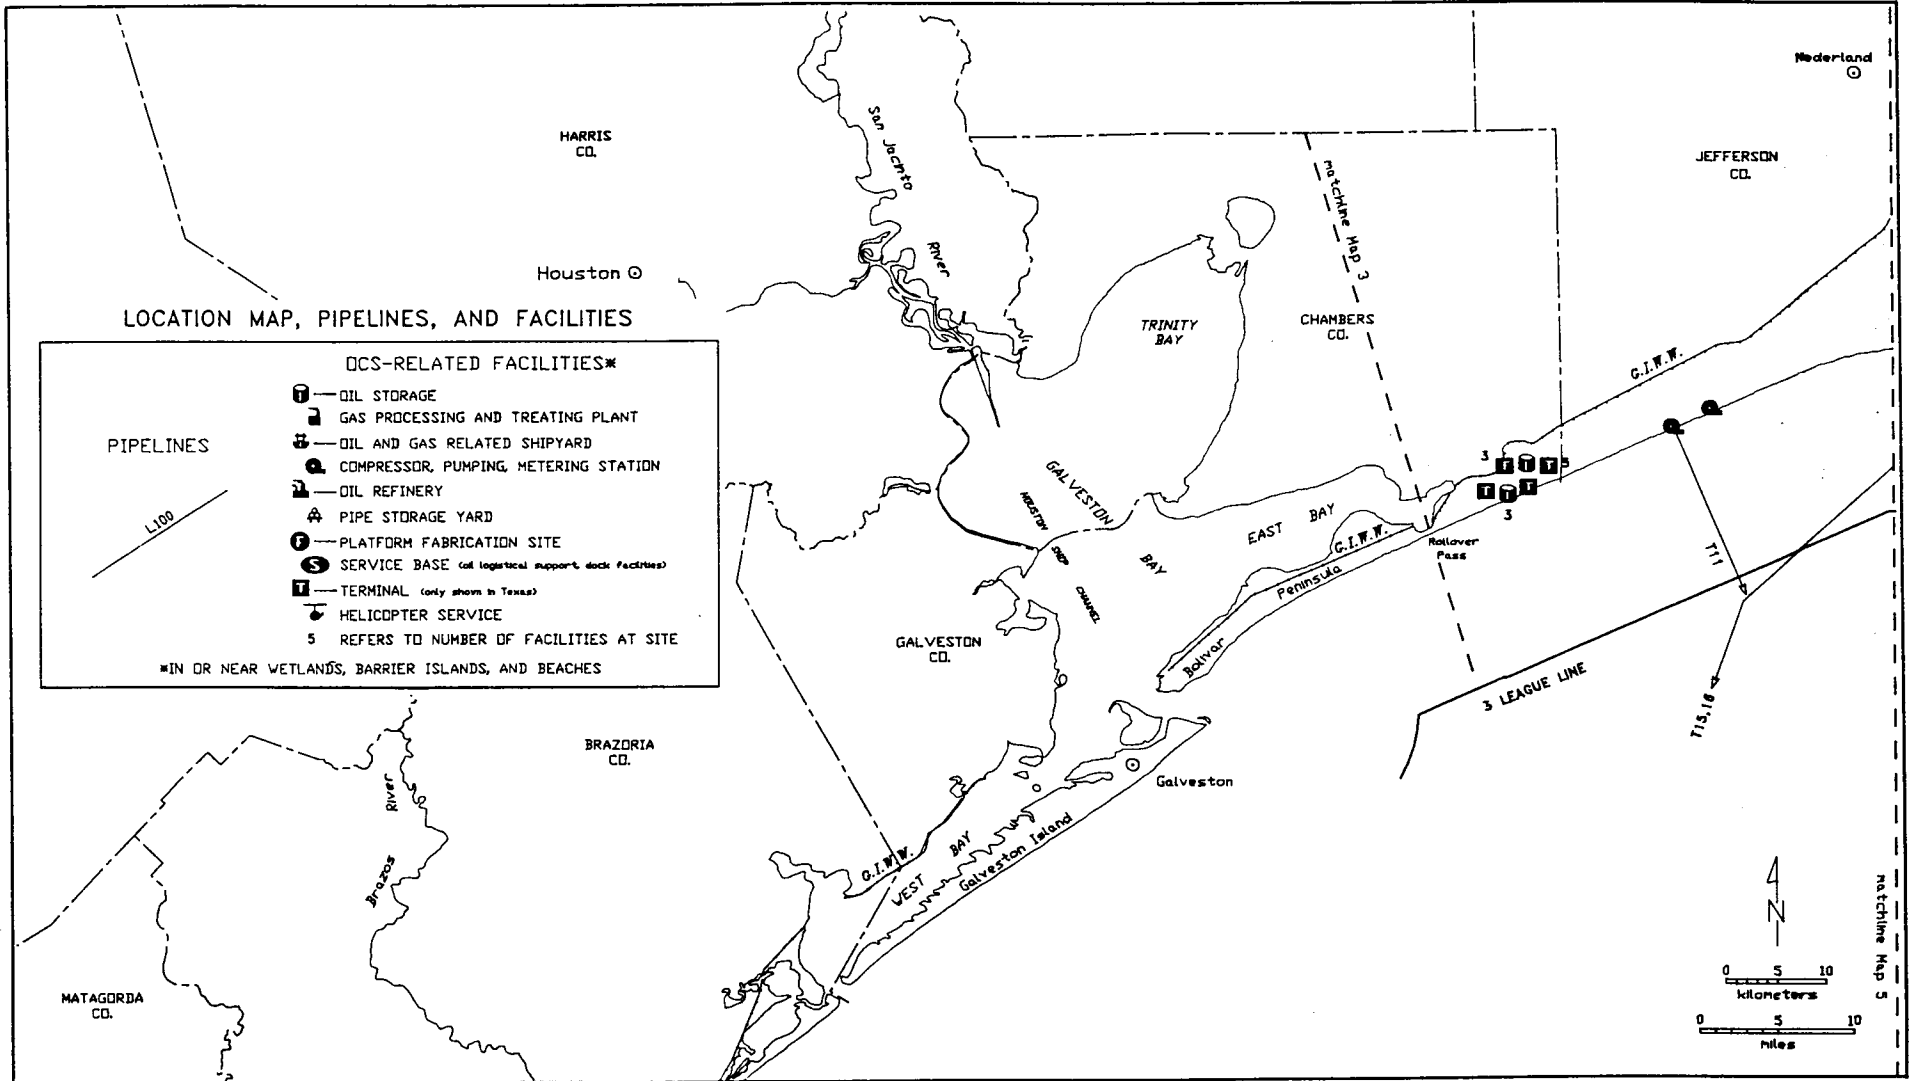 Nederland
HARRIS
CO.
San Jacinto
River
JEFFERSON
CO.
matchline Map 3
Houston
LOCATION MAP, PIPELINES, AND FACILITIES
TRINITY
BAY
CHAMBERS
CO.
G.I.W.W.
OCS-RELATED FACILITIES*
OIL STORAGE
GAS PROCESSING AND TREATING PLANT
OIL AND GAS RELATED SHIPYARD
COMPRESSOR, PUMPING, METERING STATION
OIL REFINERY
PIPE STORAGE YARD
PLATFORM FABRICATION SITE
S SERVICE BASE (oil logistical support, dock facilities)
T TERMINAL (only shown in Texas)
HELICOPTER SERVICE
5 REFERS TO NUMBER OF FACILITIES AT SITE
*IN OR NEAR WETLANDS, BARRIER ISLANDS, AND BEACHES
PIPELINES
L100
3
5
3
GALVESTON
BAY
HOUSTON
SHIP
CHANNEL
EAST BAY
G.I.W.W.
Rollover
Pass
T11
Bolivar Peninsula
GALVESTON
CO.
3 LEAGUE LINE
T15,16
BRAZORIA
CO.
Galveston
Brazos River
G.I.W.W.
WEST BAY
Galveston Island
MATAGORDA
CO.
N
0 5 10
kilometers
0 5 10
miles
matchline Map 5